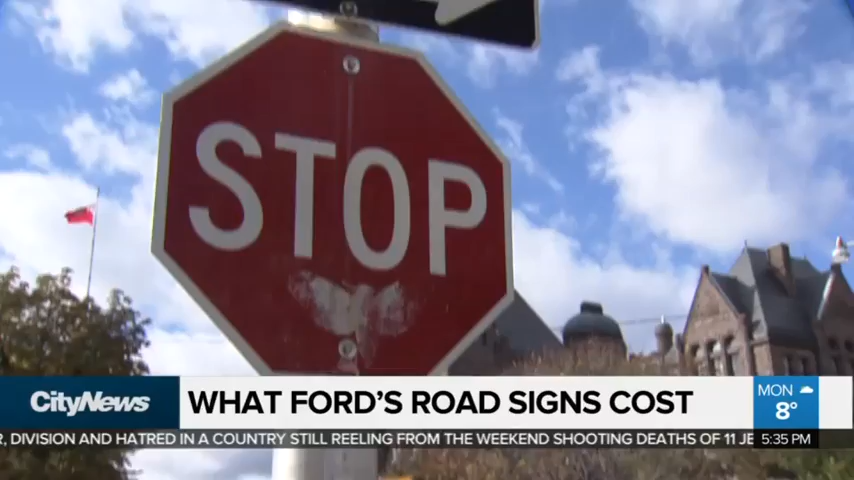 STOP
CityNews
WHAT FORD'S ROAD SIGNS COST
MON
8°
R, DIVISION AND HATRED IN A COUNTRY STILL REELING FROM THE WEEKEND SHOOTING DEATHS OF 11 JE
5:35 PM